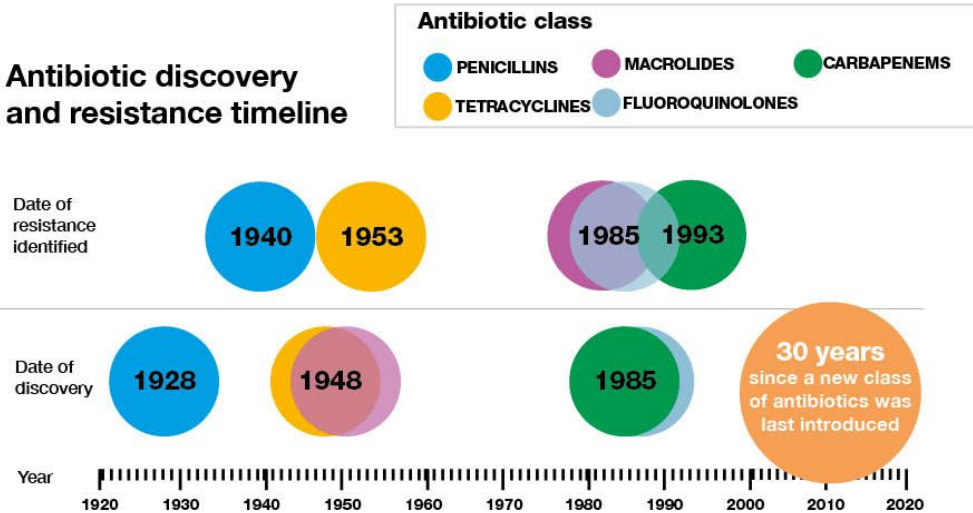 Antibiotic discovery
and resistance timeline
Antibiotic class
PENICILLINS
MACROLIDES
CARBAPENEMS
TETRACYCLINES
FLUOROQUINOLONES
Date of
resistance
identified
1940
1953
1985
1993
Date of
discovery
1928
1948
1985
30 years
since a new class
of antibiotics was
last introduced
Year
1920 1930 1940 1950 1960 1970 1980 1990 2000 2010 2020